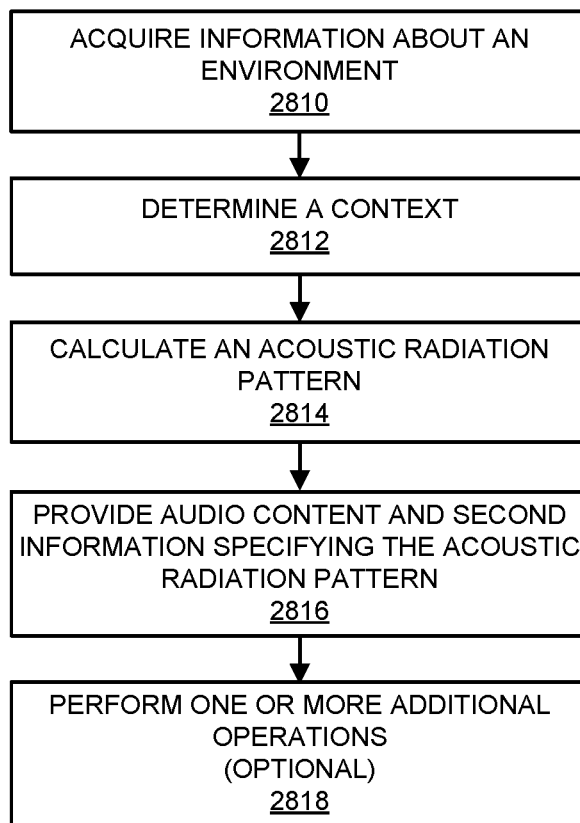 ACQUIRE INFORMATION ABOUT AN
ENVIRONMENT
2810
DETERMINE A CONTEXT
2812
CALCULATE AN ACOUSTIC RADIATION
PATTERN
2814
PROVIDE AUDIO CONTENT AND SECOND
INFORMATION SPECIFYING THE ACOUSTIC
RADIATION PATTERN
2816
PERFORM ONE OR MORE ADDITIONAL
OPERATIONS
(OPTIONAL)
2818